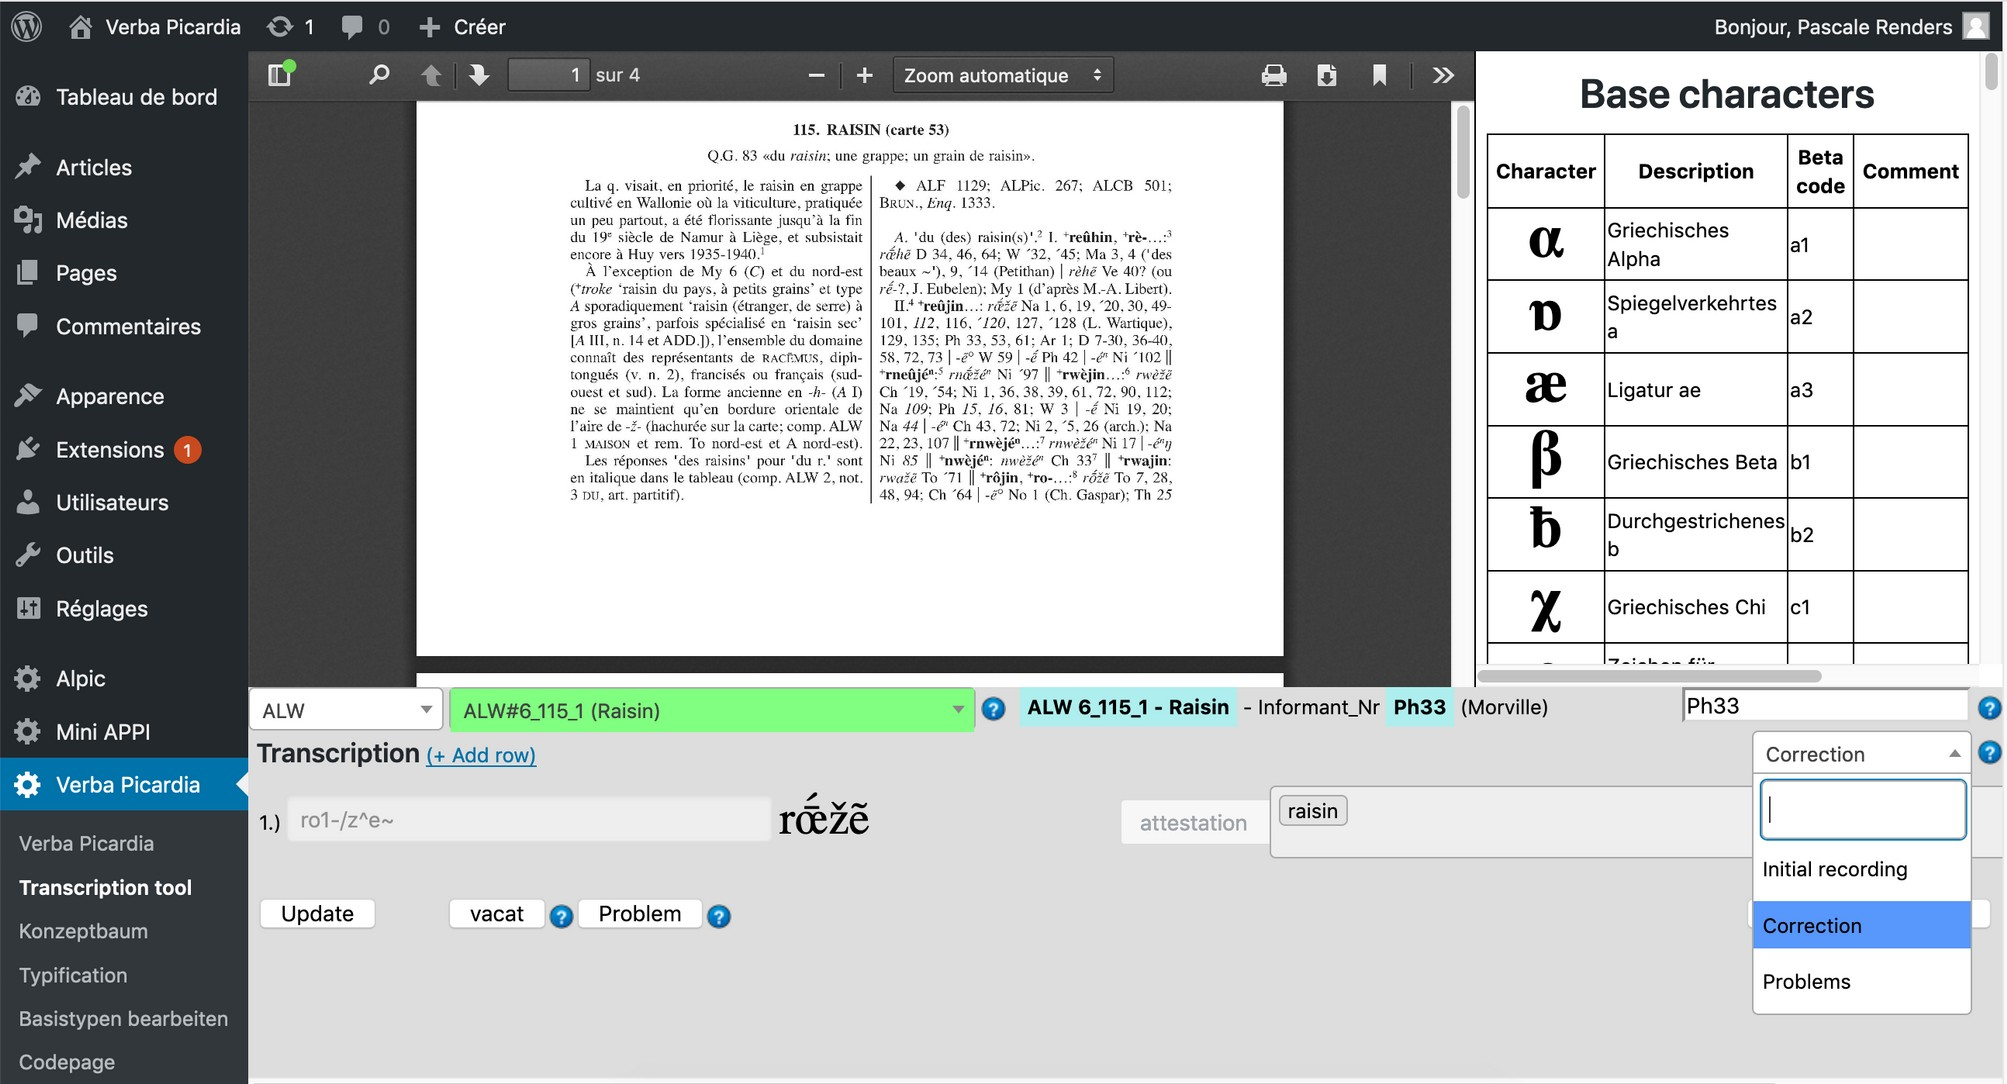 Verba Picardia
1
0
Créer
Bonjour, Pascale Renders
Tableau de bord
Articles
Médias
Pages
Commentaires
Apparence
Extensions 1
Utilisateurs
Outils
Réglages
Alpic
Mini APPI
Verba Picardia
Verba Picardia
Transcription tool
Konzeptbaum
Typification
Basistypen bearbeiten
Codepage
1 sur 4
Zoom automatique
115. RAISIN (carte 53)
Q.G. 83 «du raisin; une grappe; un grain de raisin».
La q. visait, en priorité, le raisin en grappe
cultivé en Wallonie où la viticulture, pratiquée
un peu partout, a été florissante jusqu'à la fin
du 19e siècle de Namur à Liège, et subsistait
encore à Huy vers 1935-1940.1
À l'exception de My 6 (C) et du nord-est
(+troke 'raisin du pays, à petits grains' et type
A sporadiquement 'raisin (étranger, de serre) à
gros grains', parfois spécialisé en 'raisin sec'
[A III, n. 14 et ADD.]), l'ensemble du domaine
connaît des représentants de RACĒMUS, diph-
tongués (v. n. 2), francisés ou français (sud-
ouest et sud). La forme ancienne en -h- (A I)
ne se maintient qu'en bordure orientale de
l'aire de -ž- (hachurée sur la carte; comp. ALW
1 MAISON et rem. To nord-est et A nord-est).
Les réponses 'des raisins' pour 'du r.' sont
en italique dans le tableau (comp. ALW 2, not.
3 DU, art. partitif).
◆ ALF 1129; ALPic. 267; ALCB 501;
BRUN., Enq. 1333.
A. 'du (des) raisin(s)'.2 I. +reûhin, +rè-…:3
rœ̄́hẽ D 34, 46, 64; W ´32, ´45; Ma 3, 4 ('des
beaux ~'), 9, ´14 (Petithan) | rèhẽ Ve 40? (ou
rẽ́-?, J. Eubelen); My 1 (d'après M.-A. Libert).
II.4 +reûjin…: rœ̄́žẽ Na 1, 6, 19, ´20, 30, 49-
101, 112, 116, ´120, 127, ´128 (L. Wartique),
129, 135; Ph 33, 53, 61; Ar 1; D 7-30, 36-40,
58, 72, 73 | -ẽ° W 59 | -ẽ́ Ph 42 | -éⁿ Ni ´102 ||
+rneûjéⁿ:5 rnœ̄́žéⁿ Ni ´97 || +rwèjin…:6 rwèžẽ
Ch ´19, ´54; Ni 1, 36, 38, 39, 61, 72, 90, 112;
Na 109; Ph 15, 16, 81; W 3 | -ẽ́ Ni 19, 20;
Na 44 | -éⁿ Ch 43, 72; Ni 2, ´5, 26 (arch.); Na
22, 23, 107 || +rnwèjéⁿ…:7 rnwèžéⁿ Ni 17 | -éⁿŋ
Ni 85 || +nwèjéⁿ: nwèžéⁿ Ch 337 || +rwajin:
rwažẽ To ´71 || +rôjin, +ro-…:8 rṓžẽ To 7, 28,
48, 94; Ch ´64 | -ẽ° No 1 (Ch. Gaspar); Th 25
Base characters
Character Description Beta code Comment
α Griechisches Alpha a1
ɒ Spiegelverkehrtes a a2
æ Ligatur ae a3
β Griechisches Beta b1
ƀ Durchgestrichenes b b2
χ Griechisches Chi c1
Zeichen für
ALW
ALW#6_115_1 (Raisin)
ALW 6_115_1 - Raisin - Informant_Nr Ph33 (Morville)
Ph33
Transcription (+ Add row)
Correction
1.) ro1-/z^e~ rœ̄́žẽ
attestation
raisin
Initial recording
Correction
Problems
Update
vacat
Problem